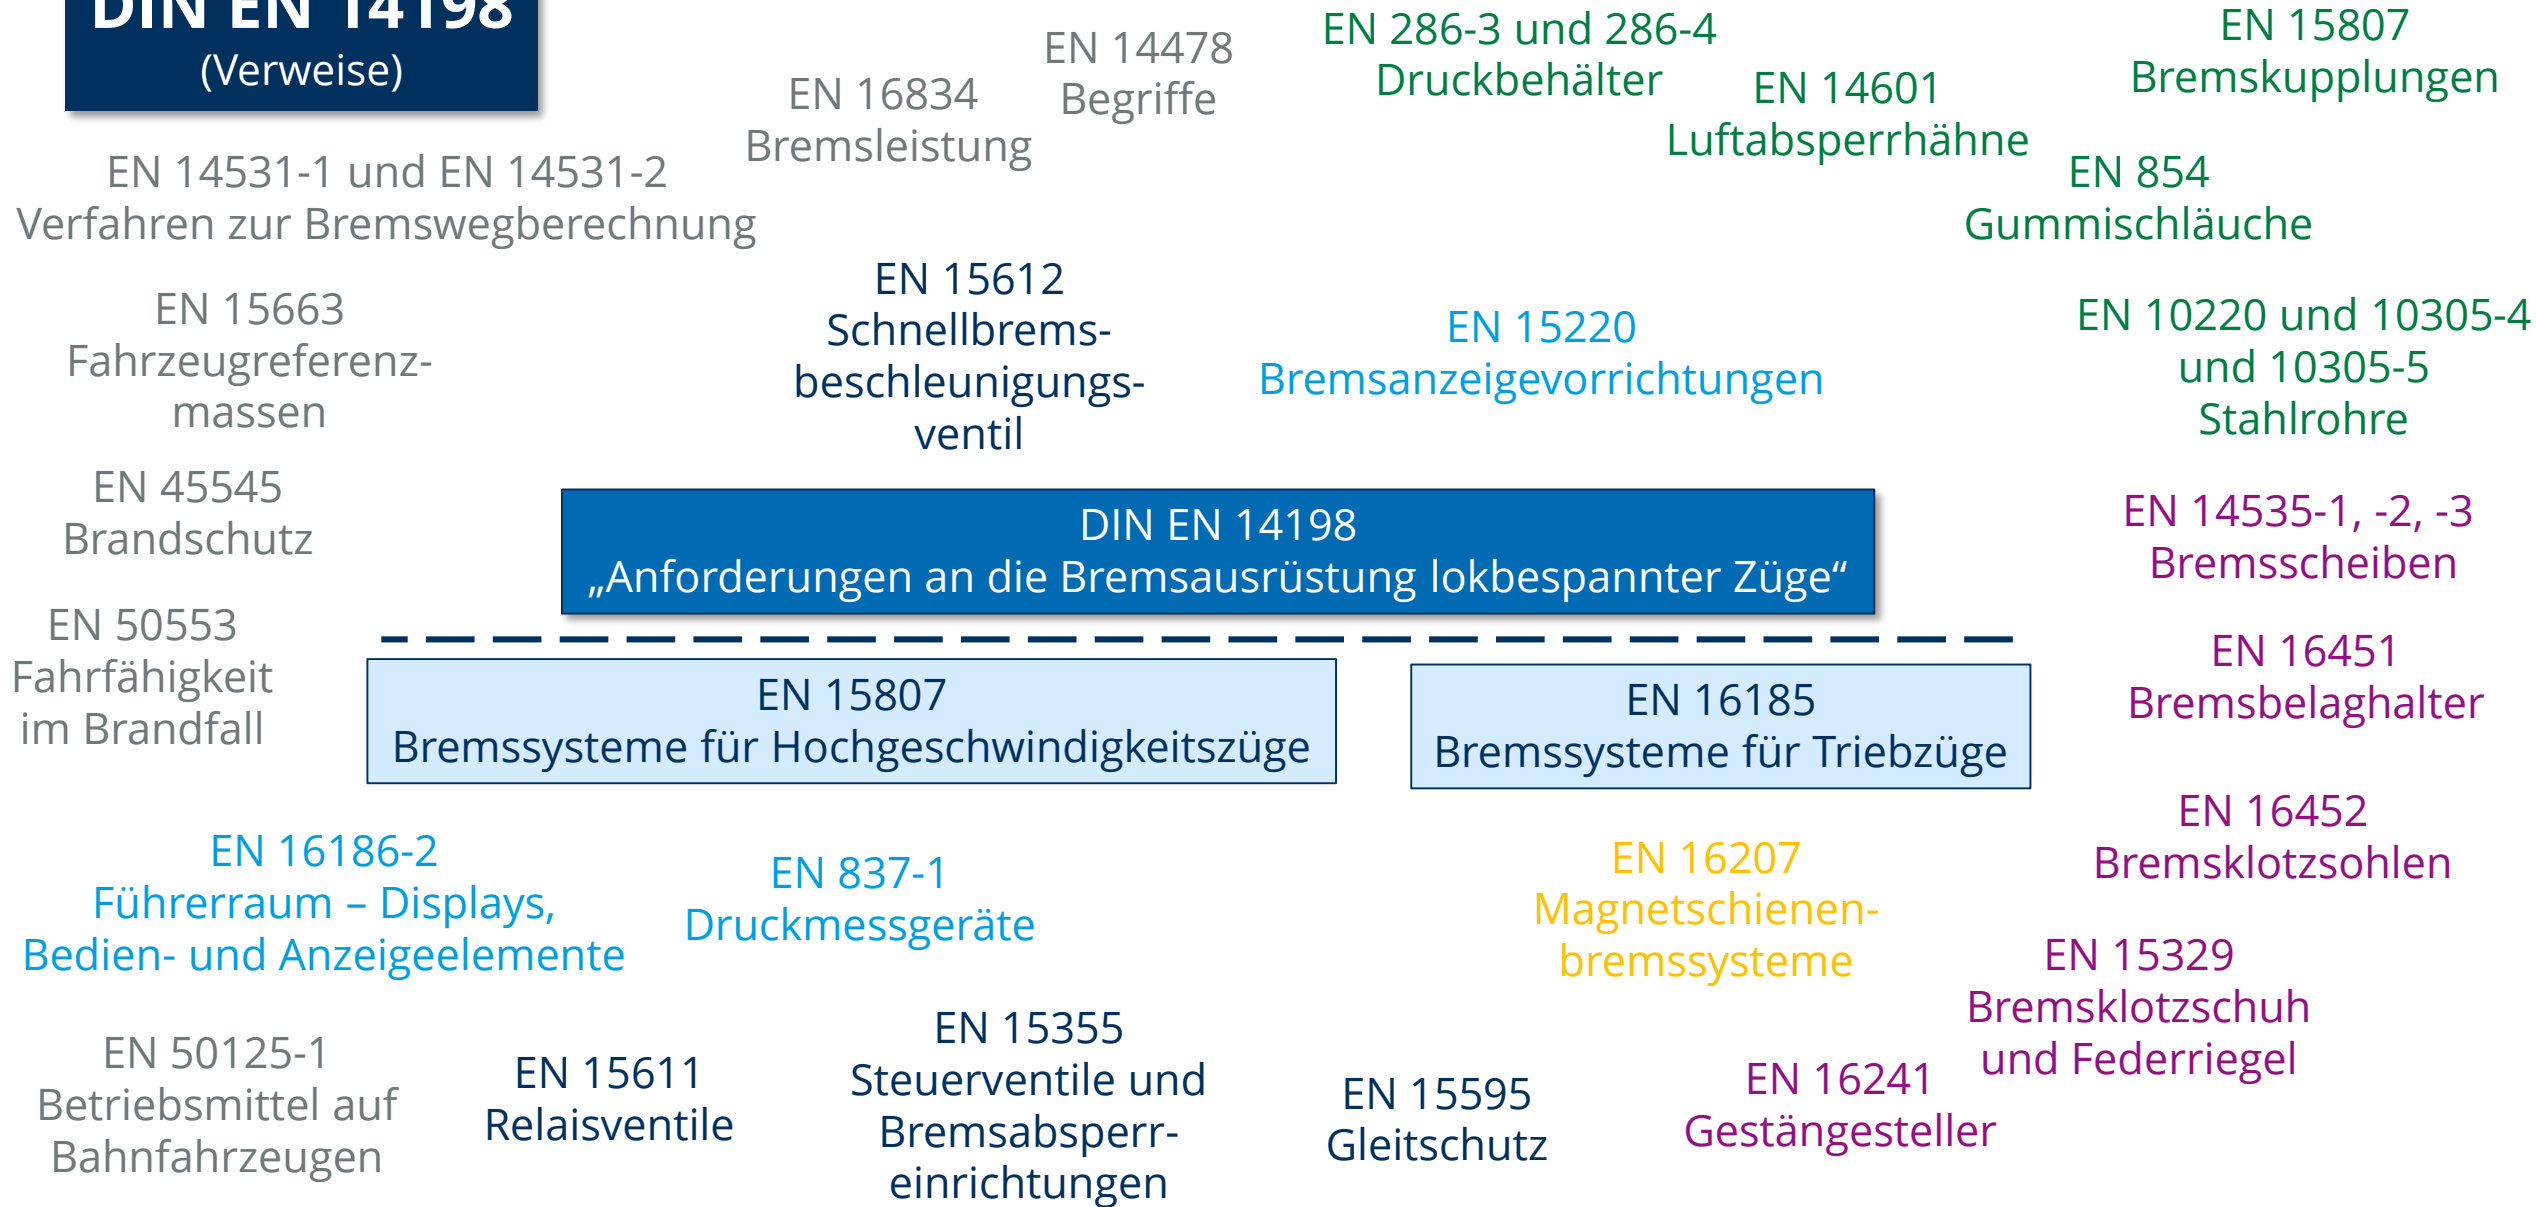 DIN EN 14198
(Verweise)
EN 14478
Begriffe
EN 286-3 und 286-4
Druckbehälter
EN 15807
Bremskupplungen
EN 16834
Bremsleistung
EN 14601
Luftabsperrhähne
EN 14531-1 und EN 14531-2
Verfahren zur Bremswegberechnung
EN 854
Gummischläuche
EN 15663
Fahrzeugreferenz-
massen
EN 15612
Schnellbrems-
beschleunigungs-
ventil
EN 15220
Bremsanzeigevorrichtungen
EN 10220 und 10305-4
und 10305-5
Stahlrohre
EN 45545
Brandschutz
DIN EN 14198
„Anforderungen an die Bremsausrüstung lokbespannter Züge“
EN 14535-1, -2, -3
Bremsscheiben
EN 50553
Fahrfähigkeit
im Brandfall
EN 15807
Bremssysteme für Hochgeschwindigkeitszüge
EN 16185
Bremssysteme für Triebzüge
EN 16451
Bremsbelaghalter
EN 16452
Bremsklotzsohlen
EN 16186-2
Führerraum – Displays,
Bedien- und Anzeigeelemente
EN 837-1
Druckmessgeräte
EN 16207
Magnetschienen-
bremssysteme
EN 15329
Bremsklotzschuh
und Federriegel
EN 50125-1
Betriebsmittel auf
Bahnfahrzeugen
EN 15611
Relaisventile
EN 15355
Steuerventile und
Bremsabsperr-
einrichtungen
EN 15595
Gleitschutz
EN 16241
Gestängesteller